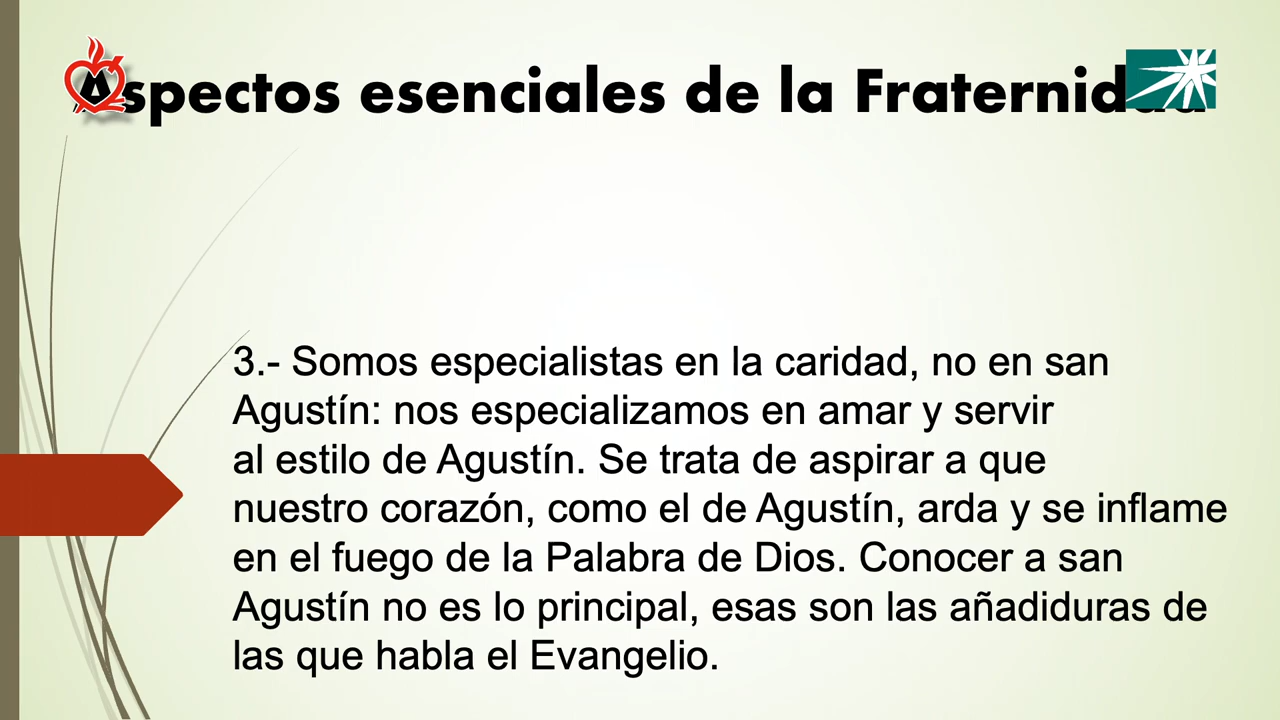 Aspectos esenciales de la Fraternidad
3.- Somos especialistas en la caridad, no en san
Agustín: nos especializamos en amar y servir
al estilo de Agustín. Se trata de aspirar a que
nuestro corazón, como el de Agustín, arda y se inflame
en el fuego de la Palabra de Dios. Conocer a san
Agustín no es lo principal, esas son las añadiduras de
las que habla el Evangelio.